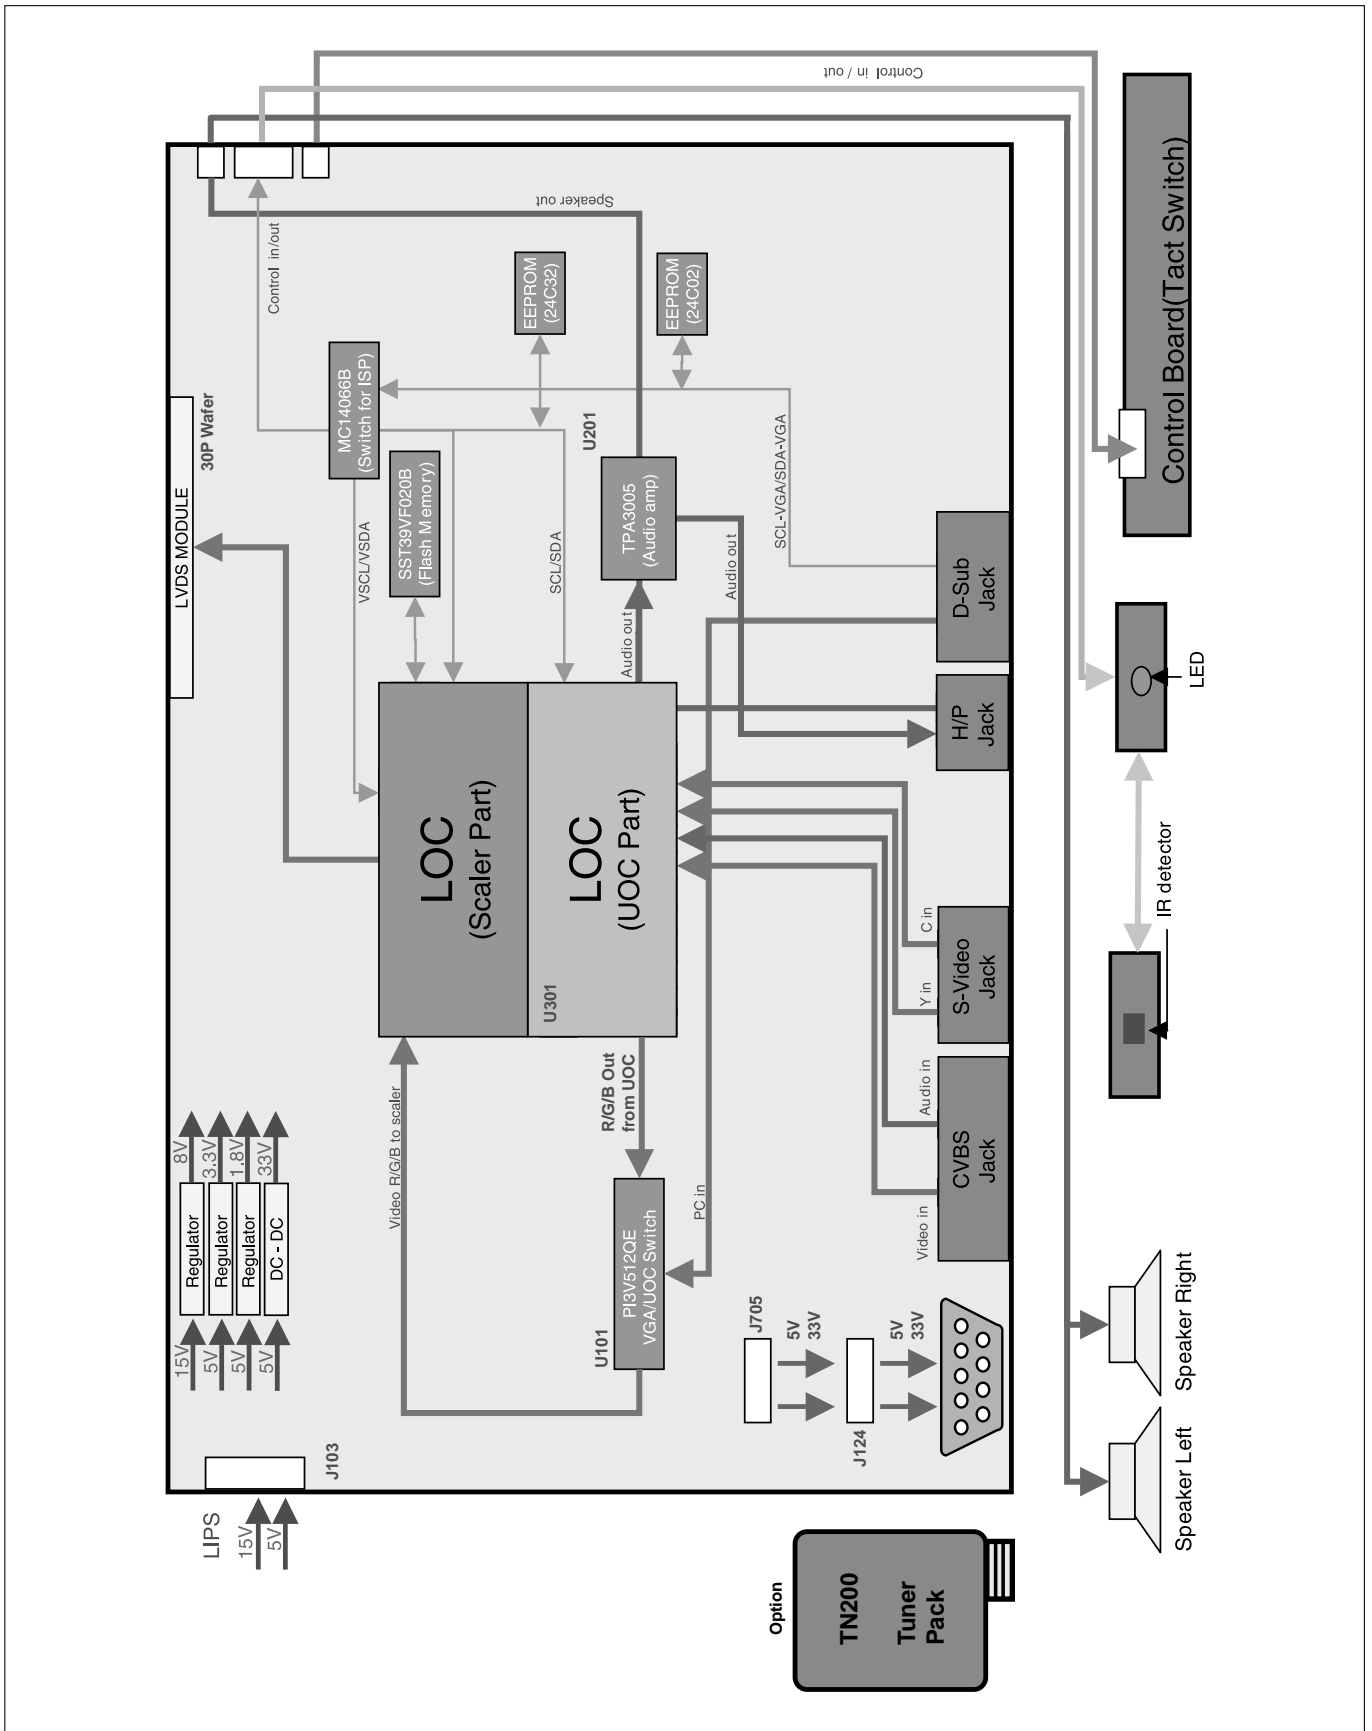 LIPS
15V
5V
J103
15V
5V
5V
5V
Regulator
Regulator
Regulator
DC - DC
8V
3.3V
1.8V
33V
LVDS MODULE
30P Wafer
Control in/out
Control in / out
Speaker out
MC14066B
(Switch for ISP)
VSCL/VSDA
SST39VF020B
(Flash Memory)
EEPROM
(24C32)
EEPROM
(24C02)
SCL/SDA
U201
TPA3005
(Audio amp)
Audio out
Audio out
SCL-VGA/SDA-VGA
LOC
(Scaler Part)
LOC
(UOC Part)
U301
Video R/G/B to scaler
R/G/B Out
from UOC
PI3V512QE
VGA/UOC Switch
U101
PC in
J705
5V
33V
J124
5V
33V
Video in
Audio in
CVBS
Jack
Y in
C in
S-Video
Jack
H/P
Jack
D-Sub
Jack
Option
TN200
Tuner
Pack
Speaker Left
Speaker Right
IR detector
LED
Control Board(Tact Switch)